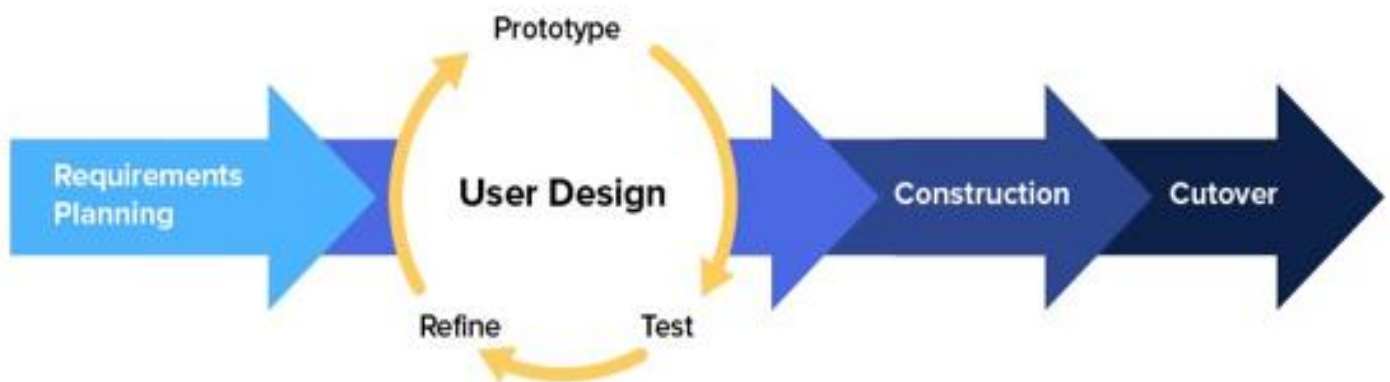 Prototype
Requirements
Planning
User Design
Construction
Cutover
Refine
Test